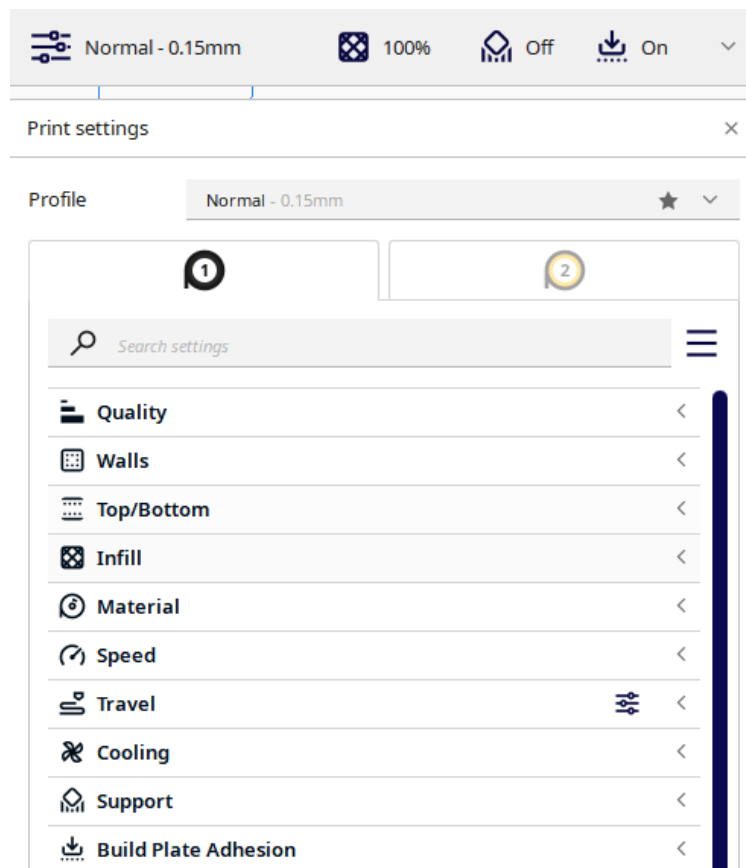 Normal - 0.15mm 100% Off On
Print settings
Profile Normal - 0.15mm
1 2
Search settings
Quality
Walls
Top/Bottom
Infill
Material
Speed
Travel
Cooling
Support
Build Plate Adhesion